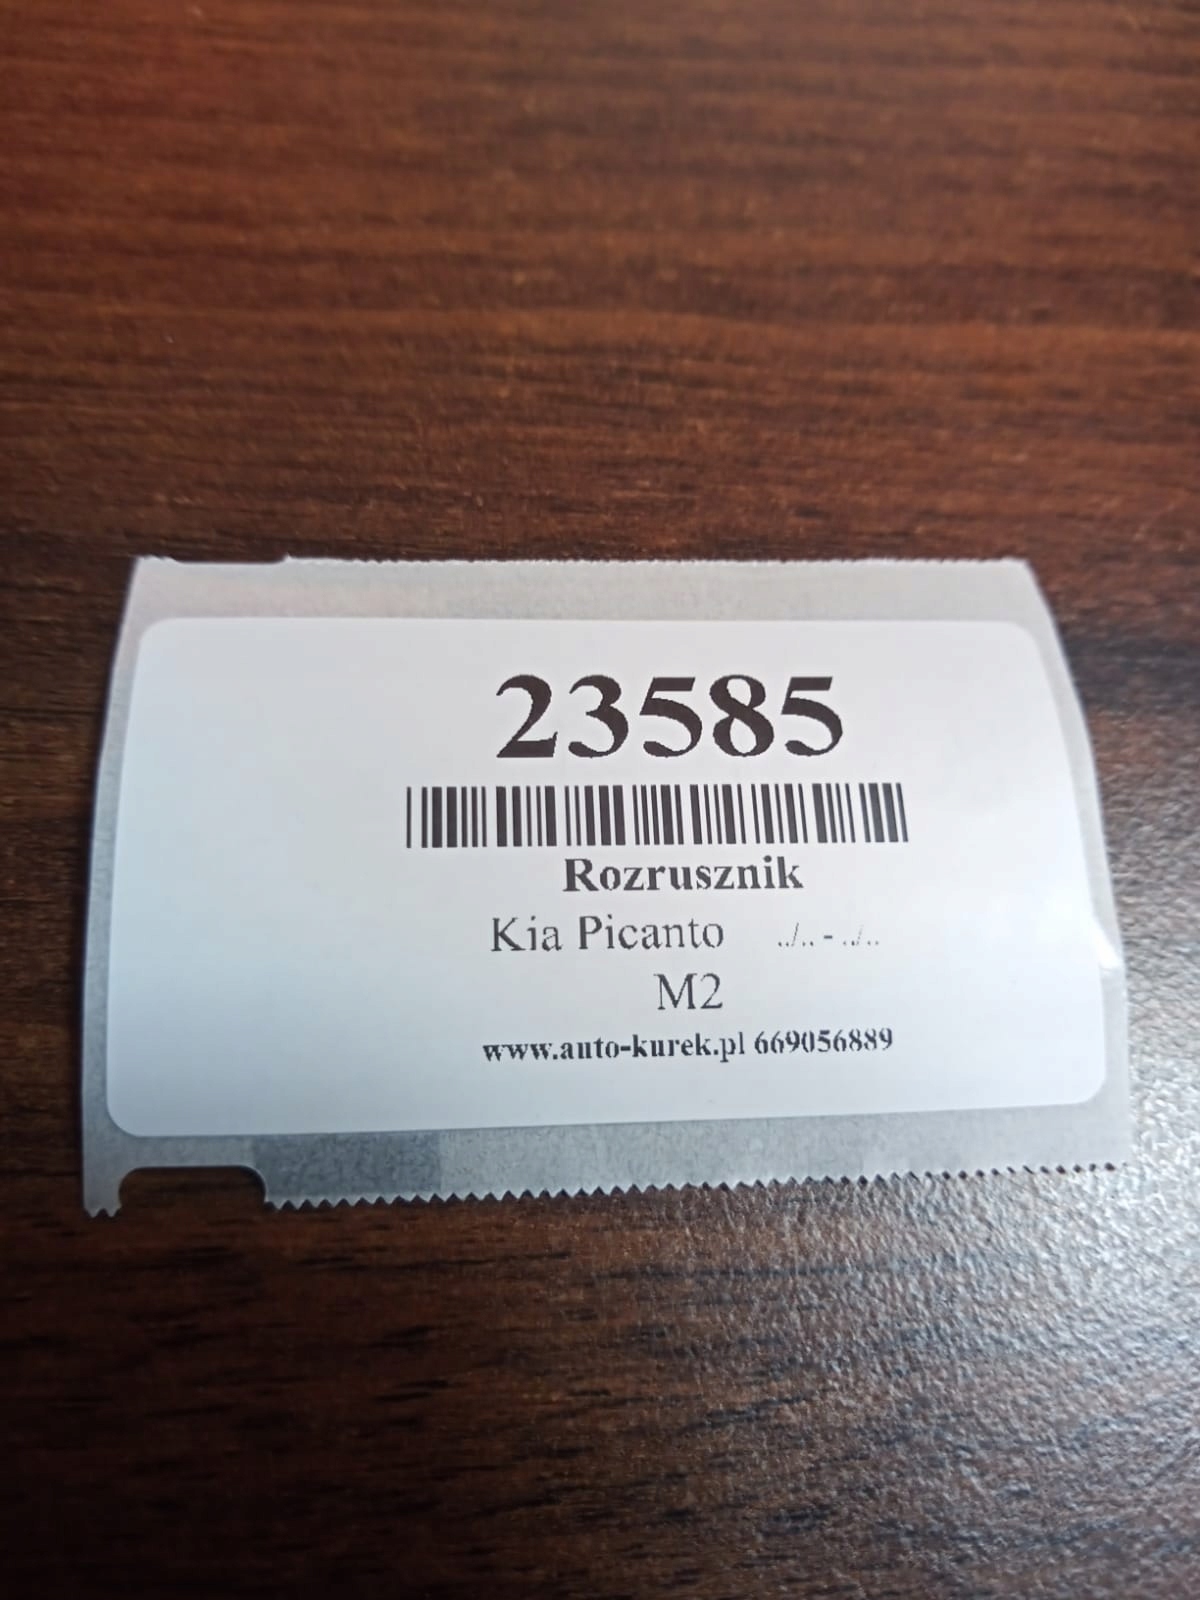 23585
Rozrusznik
Kia Picanto ../.. - ../..
M2
www.auto-kurek.pl 669056889